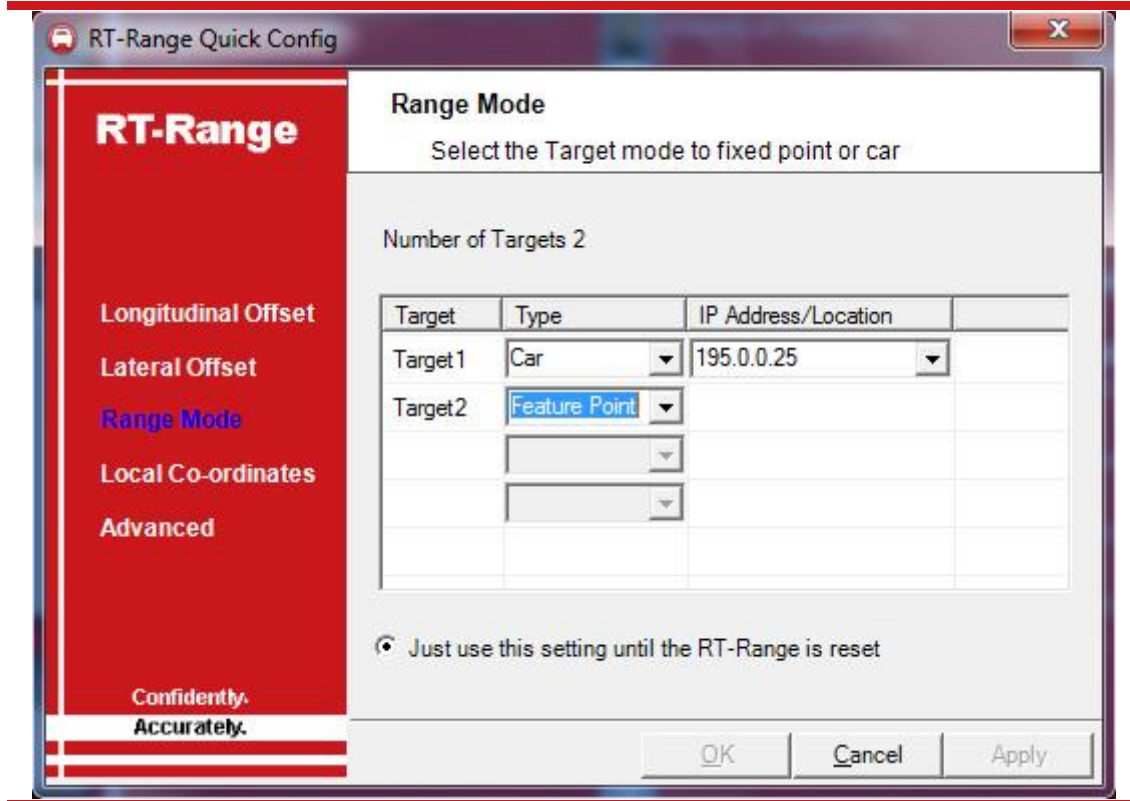 RT-Range Quick Config
x
RT-Range
Longitudinal Offset
Lateral Offset
Range Mode
Local Co-ordinates
Advanced
Confidently.
Accurately.
Range Mode
Select the Target mode to fixed point or car
Number of Targets 2
Target Type IP Address/Location
Target1 Car 195.0.0.25
Target2 Feature Point
Just use this setting until the RT-Range is reset
OK Cancel Apply